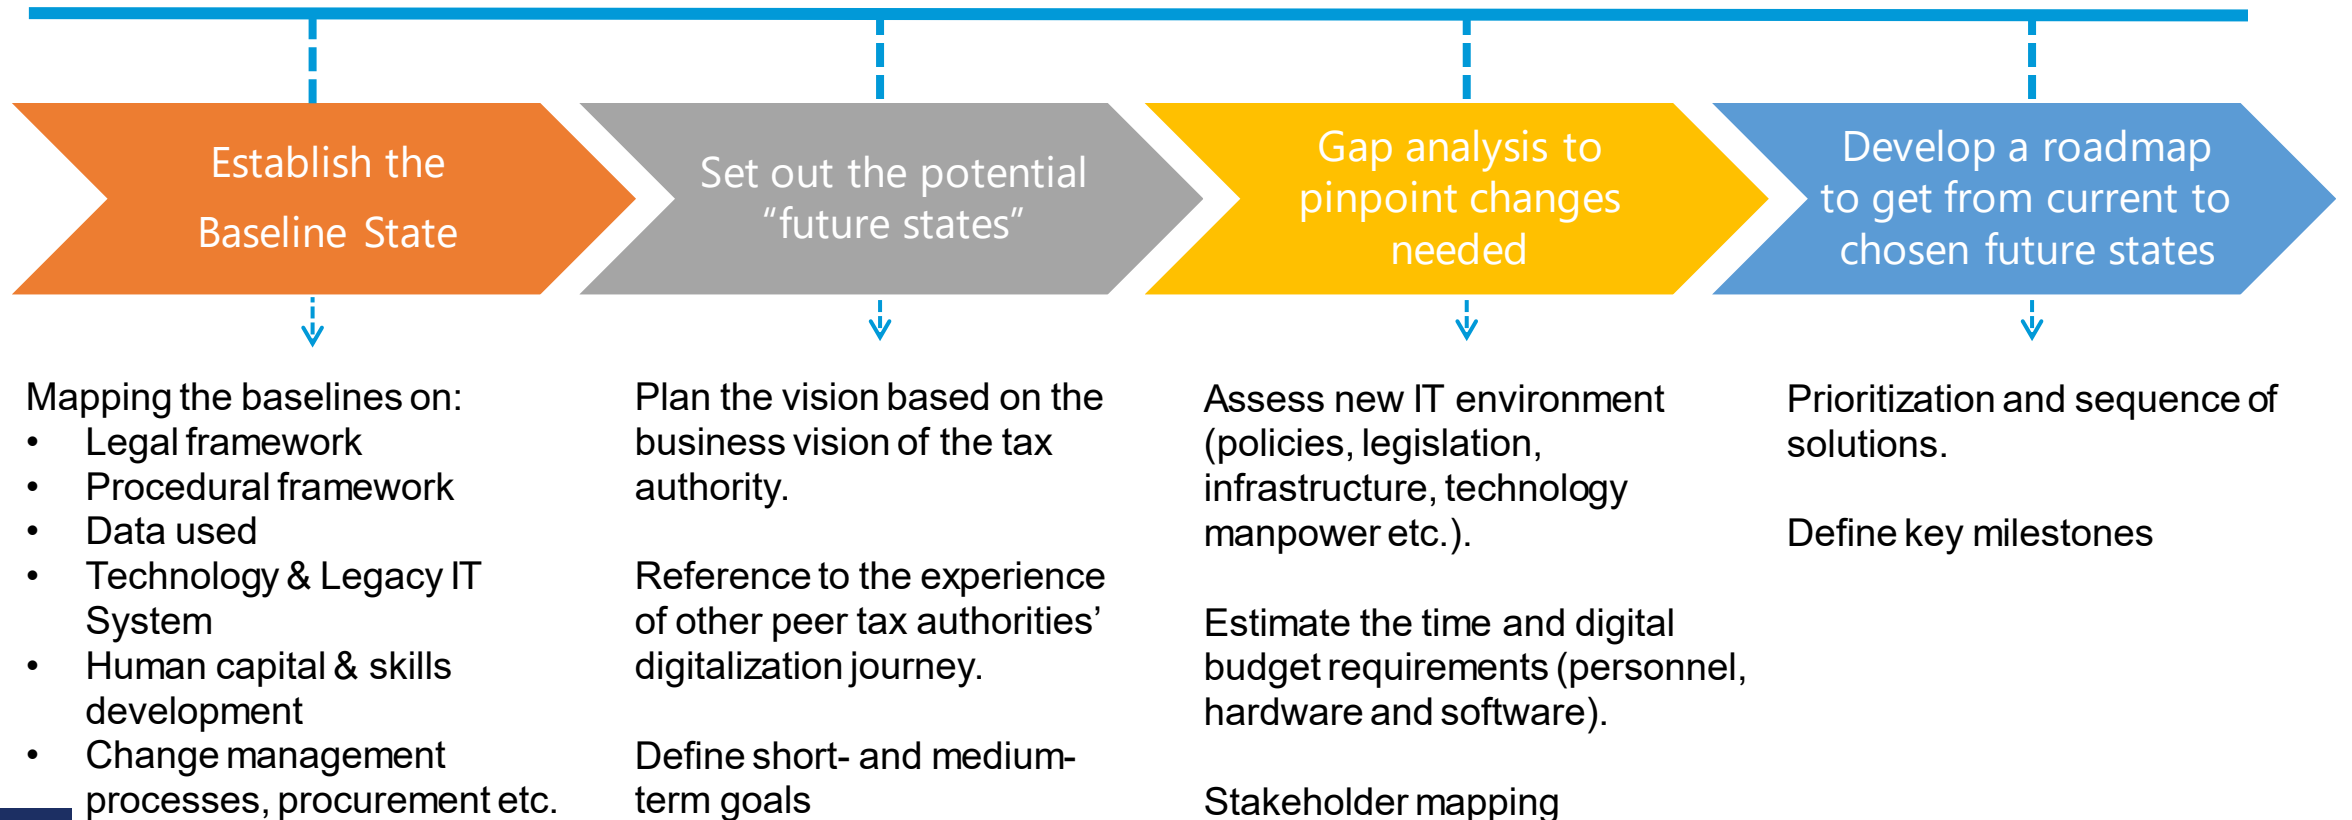 Establish the
Baseline State
Set out the potential
“future states”
Gap analysis to
pinpoint changes
needed
Develop a roadmap
to get from current to
chosen future states
Mapping the baselines on:
• Legal framework
• Procedural framework
• Data used
• Technology & Legacy IT
System
• Human capital & skills
development
• Change management
processes, procurement etc.
Plan the vision based on the
business vision of the tax
authority.
Reference to the experience
of other peer tax authorities’
digitalization journey.
Define short- and medium-
term goals
Assess new IT environment
(policies, legislation,
infrastructure, technology
manpower etc.).
Estimate the time and digital
budget requirements (personnel,
hardware and software).
Stakeholder mapping
Prioritization and sequence of
solutions.
Define key milestones